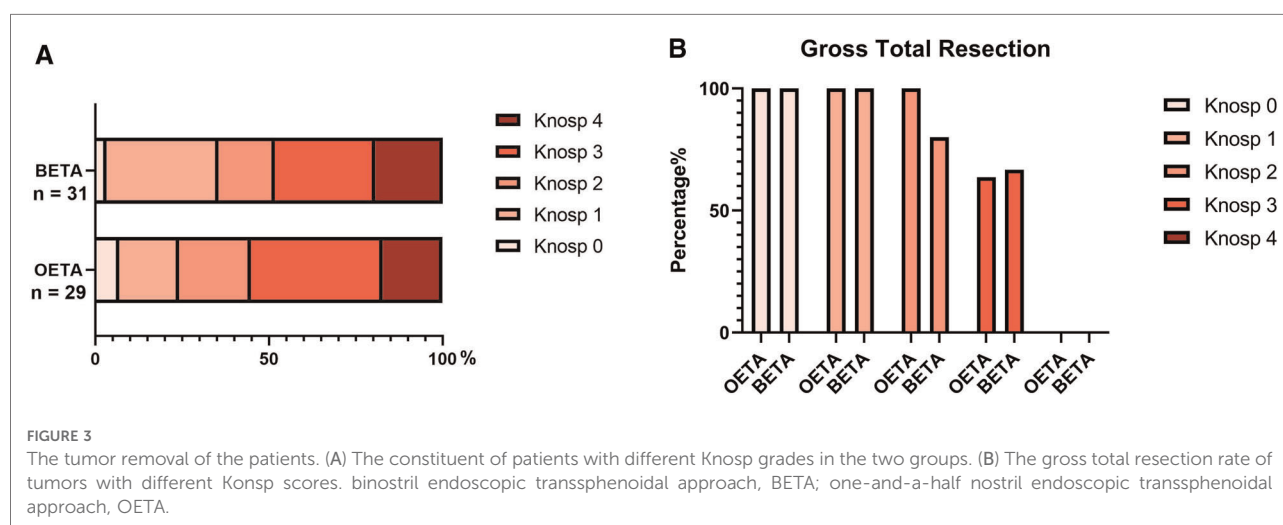 A
BETA
n = 31
OETA
n = 29
0
50
100 %
Knosp 4
Knosp 3
Knosp 2
Knosp 1
Knosp 0
B
Gross Total Resection
Percentage%
100
50
0
OETA
BETA
OETA
BETA
OETA
BETA
OETA
BETA
OETA
BETA
Knosp 0
Knosp 1
Knosp 2
Knosp 3
Knosp 4
FIGURE 3
The tumor removal of the patients. (A) The constituent of patients with different Knosp grades in the two groups. (B) The gross total resection rate of
tumors with different Konsp scores. binostril endoscopic transsphenoidal approach, BETA; one-and-a-half nostril endoscopic transsphenoidal
approach, OETA.